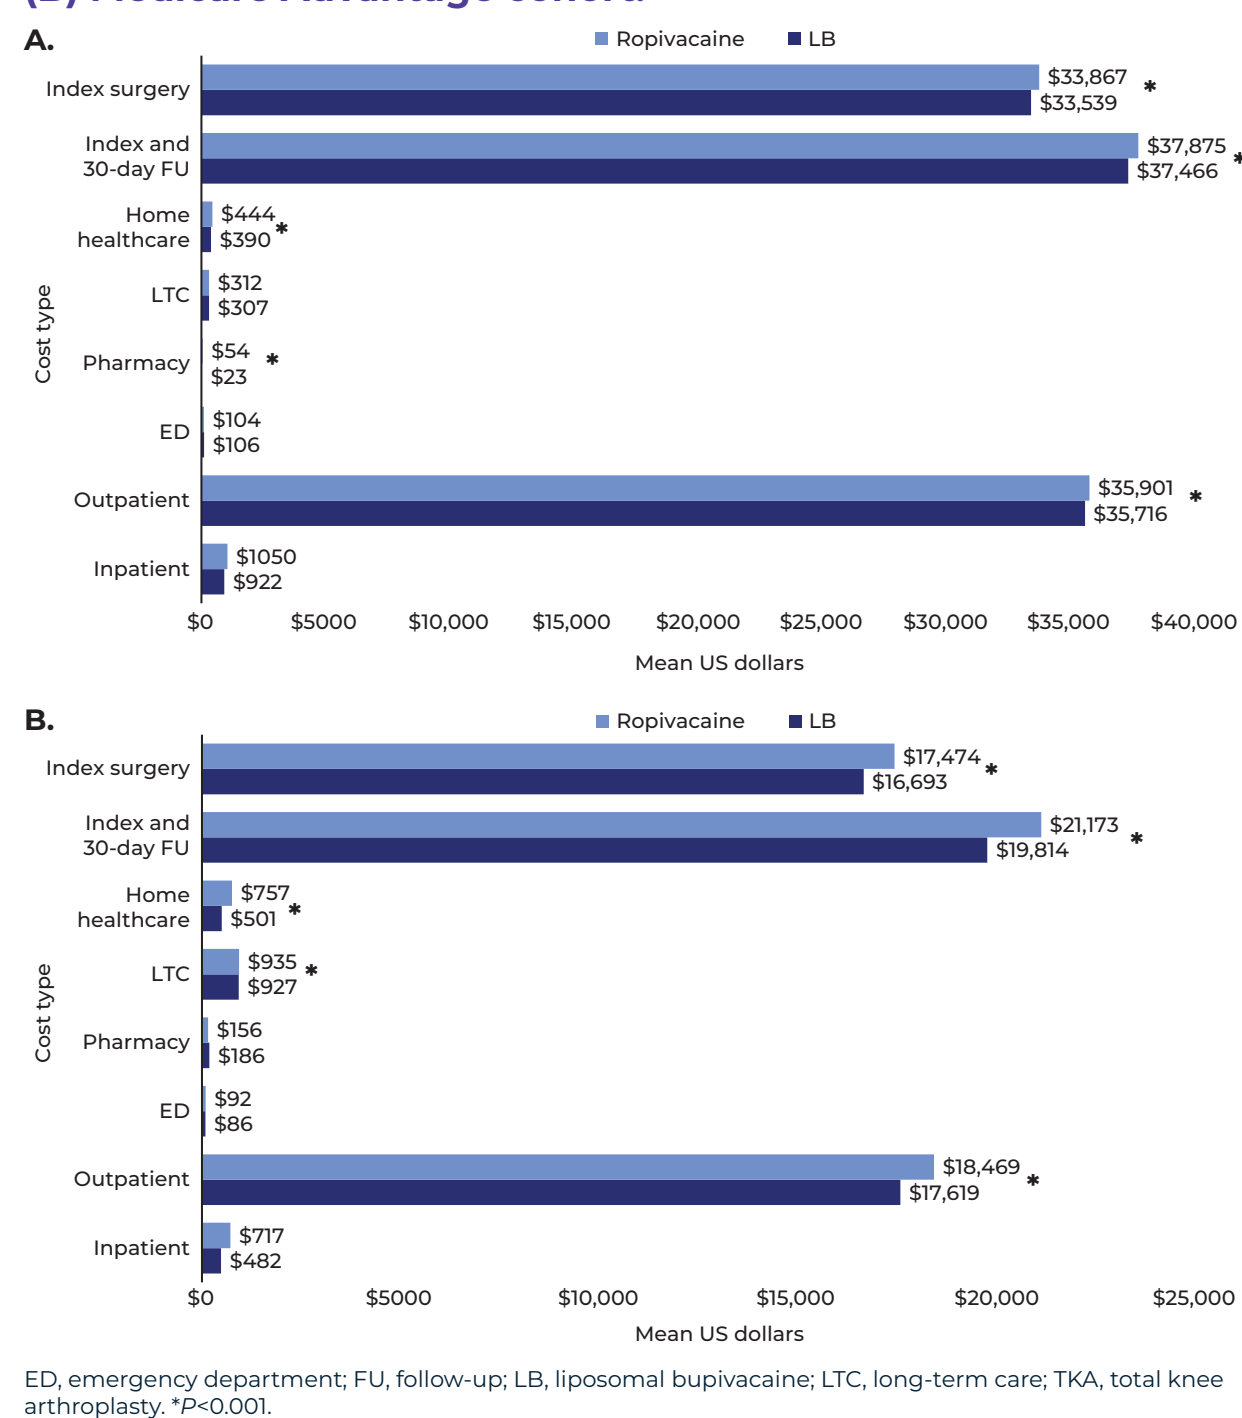 (B) Medicare Advantage cohort.
A.
Ropivacaine LB
Index surgery
$33,867 *
$33,539
Index and
30-day FU
$37,875 *
$37,466
Home
healthcare
$444 *
$390
LTC
$312
$307
Pharmacy
$54 *
$23
ED
$104
$106
Outpatient
$35,901 *
$35,716
Inpatient
$1050
$922
Cost type
$0 $5000 $10,000 $15,000 $20,000 $25,000 $30,000 $35,000 $40,000
Mean US dollars
B.
Ropivacaine LB
Index surgery
$17,474 *
$16,693
Index and
30-day FU
$21,173 *
$19,814
Home
healthcare
$757 *
$501
LTC
$935 *
$927
Pharmacy
$156
$186
ED
$92
$86
Outpatient
$18,469 *
$17,619
Inpatient
$717
$482
Cost type
$0 $5000 $10,000 $15,000 $20,000 $25,000
Mean US dollars
ED, emergency department; FU, follow-up; LB, liposomal bupivacaine; LTC, long-term care; TKA, total knee
arthroplasty. *P<0.001.